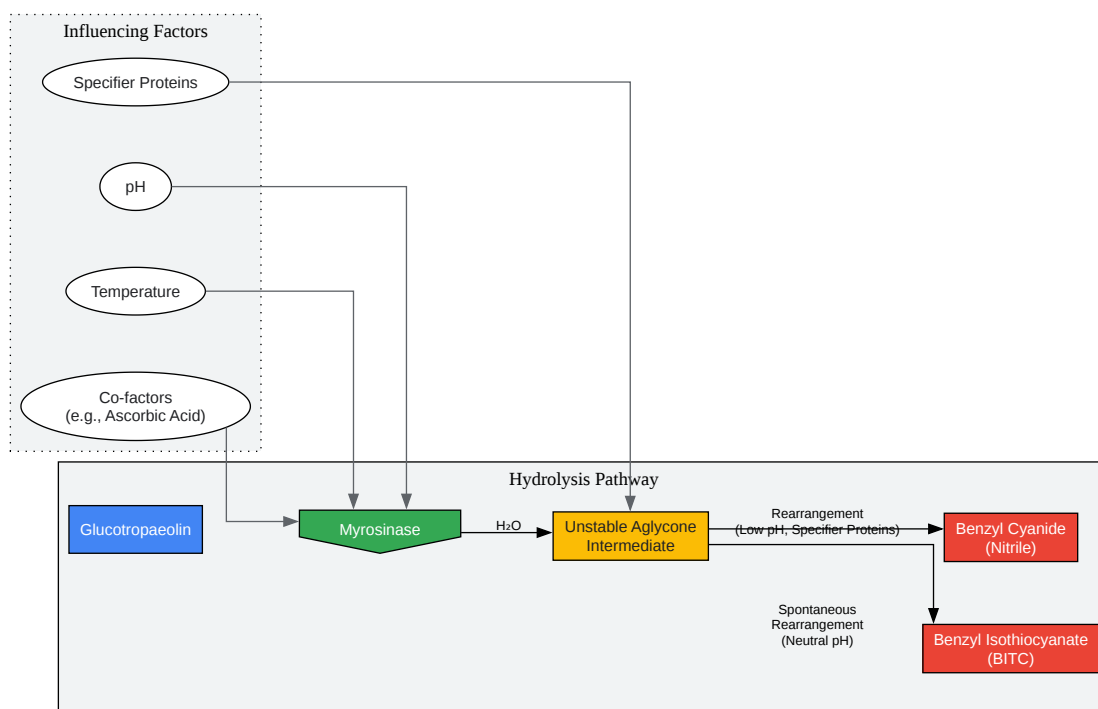 Influencing Factors
Specifier Proteins
pH
Temperature
Co-factors
(e.g., Ascorbic Acid)
Hydrolysis Pathway
Glucotropaeolin
Myrosinase
H₂O
Unstable Aglycone
Intermediate
Rearrangement
(Low pH, Specifier Proteins)
Benzyl Cyanide
(Nitrile)
Spontaneous
Rearrangement
(Neutral pH)
Benzyl Isothiocyanate
(BITC)